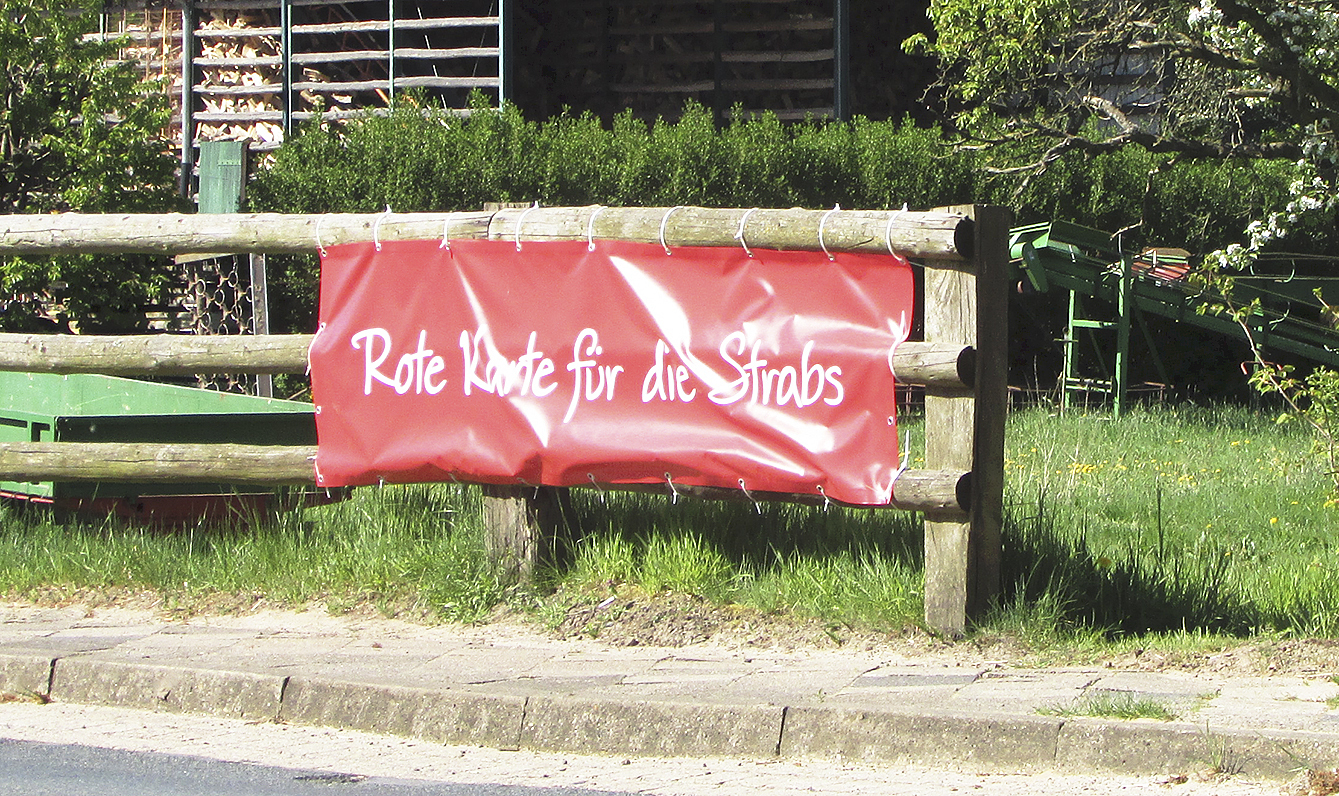 Rote Karte für die Strabs